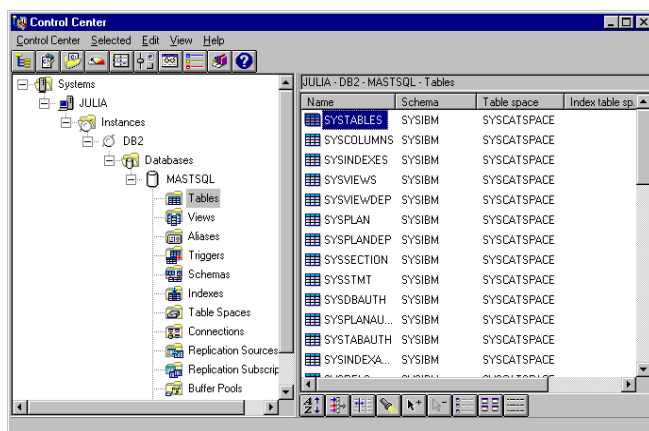 Control Center
Control Center Selected Edit View Help
Systems
JULIA
Instances
DB2
Databases
MASTSQL
Tables
Views
Aliases
Triggers
Schemas
Indexes
Table Spaces
Connections
Replication Sources
Replication Subscrip
Buffer Pools
JULIA - DB2 - MASTSQL - Tables
Name Schema Table space Index table sp.
SYSTABLES SYSIBM SYSCATSPACE
SYSCOLUMNS SYSIBM SYSCATSPACE
SYSINDEXES SYSIBM SYSCATSPACE
SYSVIEWS SYSIBM SYSCATSPACE
SYSVIEWDEP SYSIBM SYSCATSPACE
SYSPLAN SYSIBM SYSCATSPACE
SYSPLANDEP SYSIBM SYSCATSPACE
SYSSECTION SYSIBM SYSCATSPACE
SYSSTMT SYSIBM SYSCATSPACE
SYSDBAUTH SYSIBM SYSCATSPACE
SYSPLANAU... SYSIBM SYSCATSPACE
SYSTABAUTH SYSIBM SYSCATSPACE
SYSINDEXA... SYSIBM SYSCATSPACE